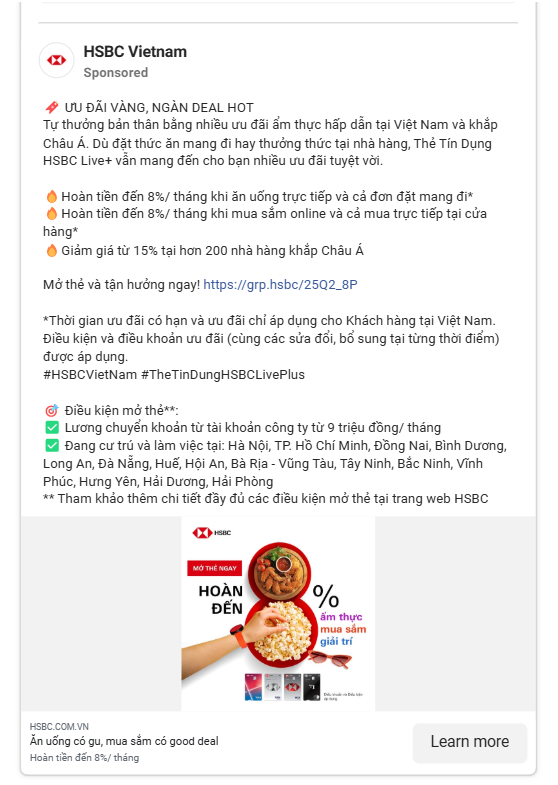 HSBC Vietnam
Sponsored
ƯU ĐÃI VÀNG, NGÀN DEAL HOT
Tự thưởng bản thân bằng nhiều ưu đãi ẩm thực hấp dẫn tại Việt Nam và khắp
Châu Á. Dù đặt thức ăn mang đi hay thưởng thức tại nhà hàng, Thẻ Tín Dụng
HSBC Live+ vẫn mang đến cho bạn nhiều ưu đãi tuyệt vời.
🔥Hoàn tiền đến 8%/ tháng khi ăn uống trực tiếp và cả đơn đặt mang đi*
🔥Hoàn tiền đến 8%/ tháng khi mua sắm online và cả mua trực tiếp tại cửa
hàng*
🔥Giảm giá từ 15% tại hơn 200 nhà hàng khắp Châu Á
Mở thẻ và tận hưởng ngay! https://grp.hsbc/25Q2_8P
*Thời gian ưu đãi có hạn và ưu đãi chỉ áp dụng cho Khách hàng tại Việt Nam.
Điều kiện và điều khoản ưu đãi (cùng các sửa đổi, bổ sung tại từng thời điểm)
được áp dụng.
#HSBCVietNam #TheTinDungHSBCLivePlus
🎯 Điều kiện mở thẻ**:
✅ Lương chuyển khoản từ tài khoản công ty từ 9 triệu đồng/ tháng
✅ Đang cư trú và làm việc tại: Hà Nội, TP. Hồ Chí Minh, Đồng Nai, Bình Dương,
Long An, Đà Nẵng, Huế, Hội An, Bà Rịa - Vũng Tàu, Tây Ninh, Bắc Ninh, Vĩnh
Phúc, Hưng Yên, Hải Dương, Hải Phòng
** Tham khảo thêm chi tiết đầy đủ các điều kiện mở thẻ tại trang web HSBC
HSBC
MỞ THẺ NGAY
HOÀN
ĐẾN
%
ẩm thực
mua sắm
giải trí
Điều khoản và Điều kiện
áp dụng
HSBC.COM.VN
Ăn uống có gu, mua sắm có good deal
Hoàn tiền đến 8%/ tháng
Learn more